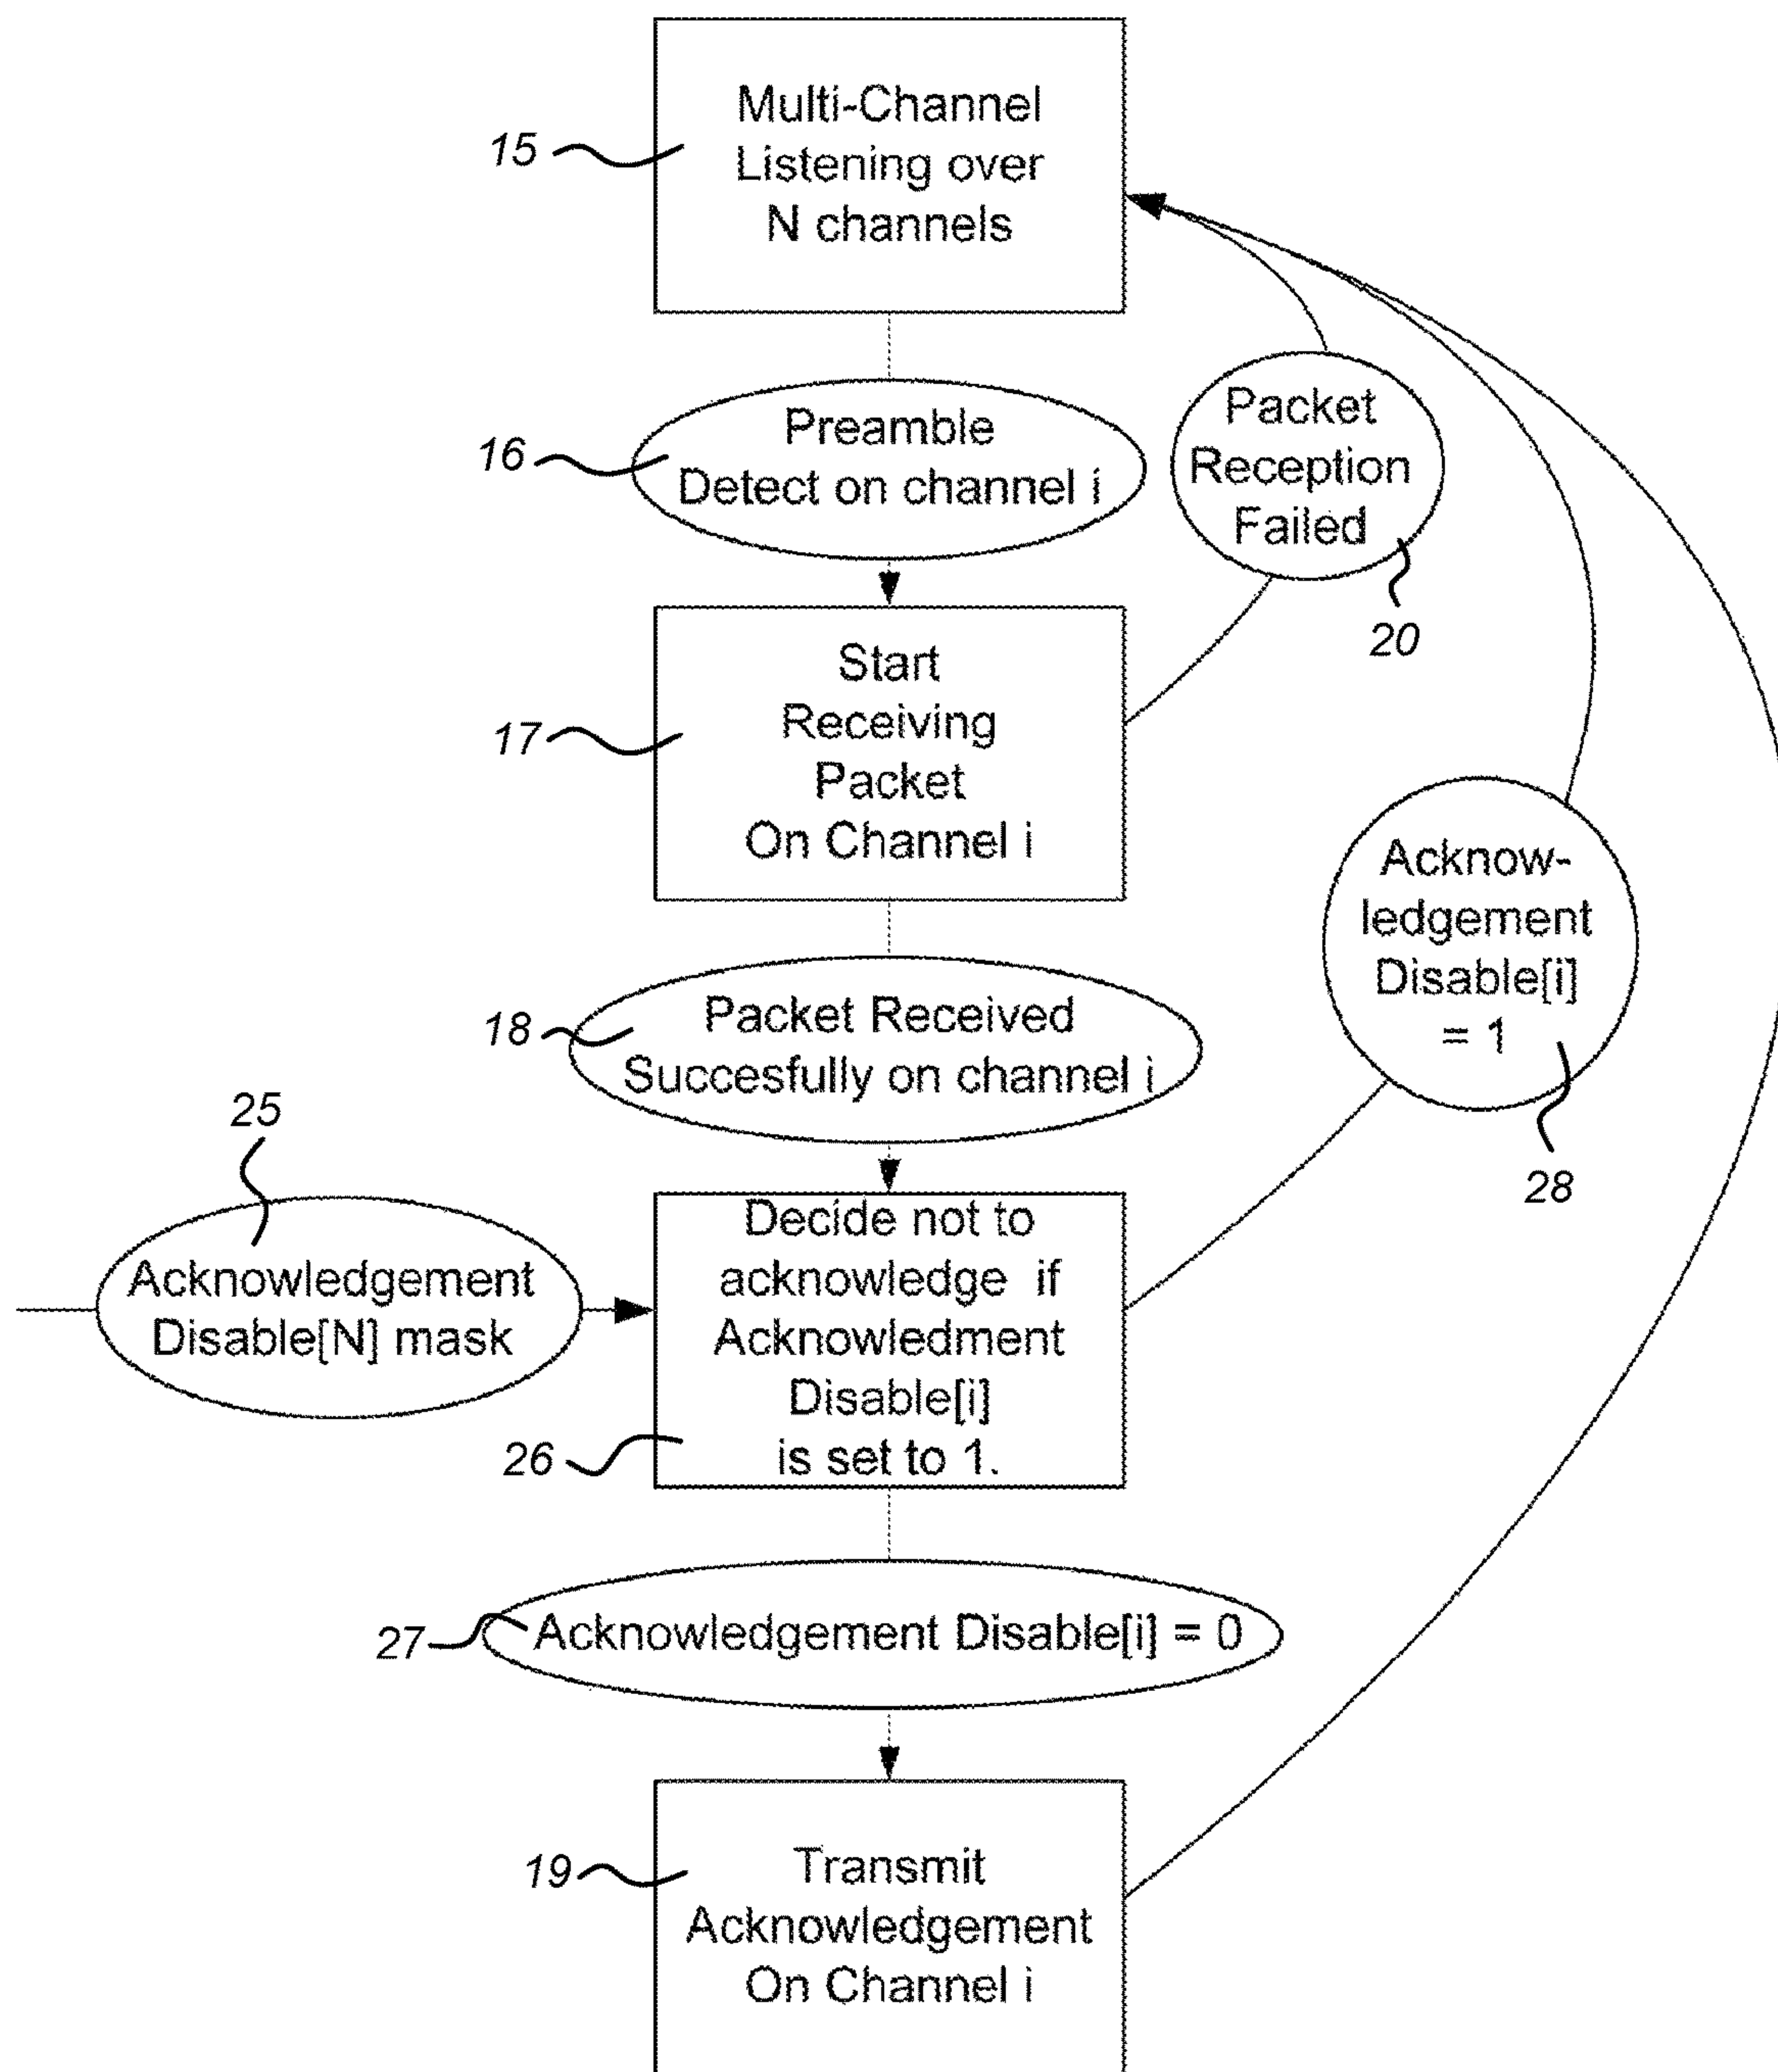 Multi-Channel
Listening over
N channels
15
Preamble
Detect on channel i
16
Packet
Reception
Failed
20
Start
Receiving
Packet
On Channel i
17
Acknow-
ledgement
Disable[i]
= 1
28
Packet Received
Succesfully on channel i
18
25
Acknowledgement
Disable[N] mask
Decide not to
acknowledge if
Acknowledment
Disable[i]
is set to 1.
26
27
Acknowledgement Disable[i] = 0
19
Transmit
Acknowledgement
On Channel i